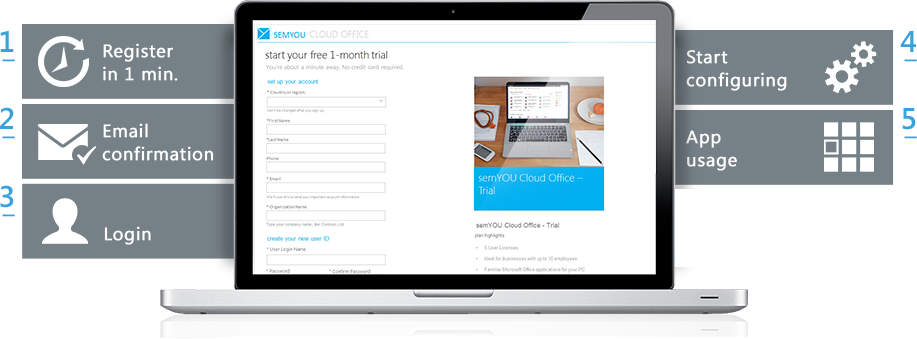 1
Register
in 1 min.
2
Email
confirmation
3
Login
SEMYOU CLOUD OFFICE
start your free 1-month trial
You're about a minute away. No credit card required.
set up your account
* Country or region:
Can't be changed after you sign up.
*First Name
*Last Name
Phone
* Email
We'll use this to send you important account information
* Organization Name
Type your company name, like Contoso, Ltd
create your new user ID
* User Login Name
* Password * Confirm Password
semYOU Cloud Office –
Trial
semYOU Cloud Office - Trial
plan highlights
• 5 User Licenses
• Ideal for businesses with up to 10 employees
• Familiar Microsoft Office applications for your PC
4
Start
configuring
5
App
usage